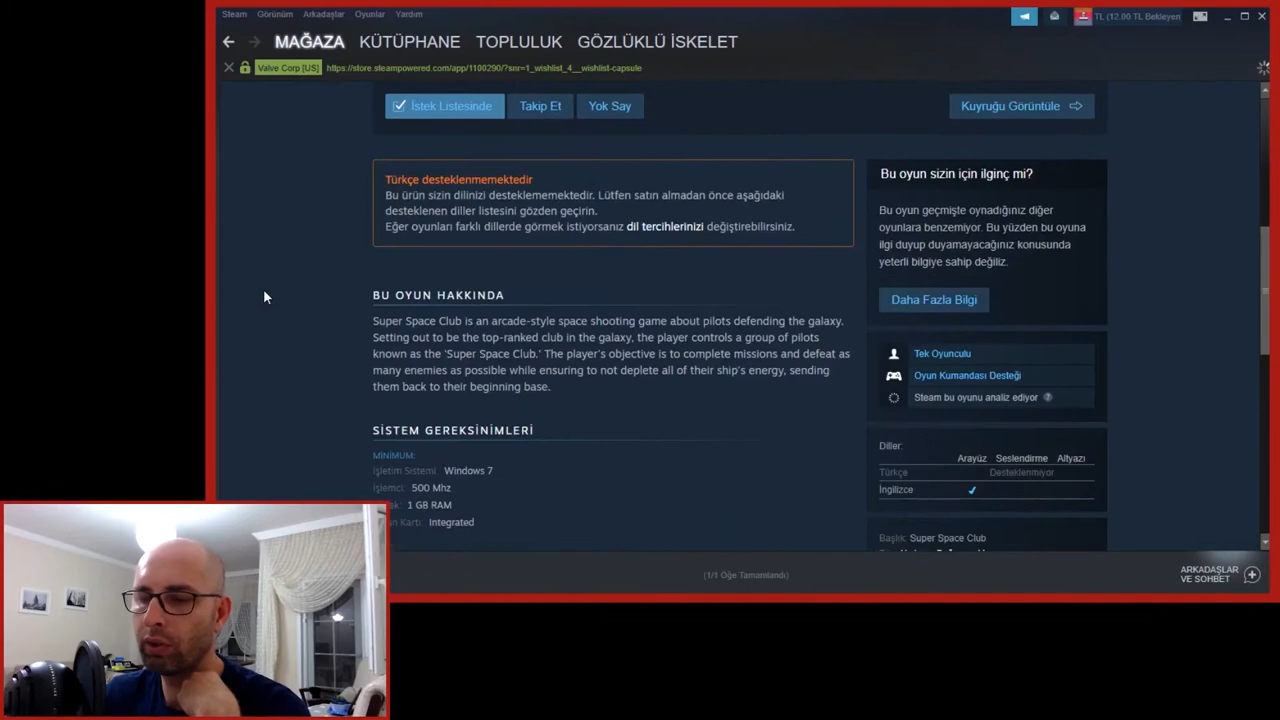 Steam Görünüm Arkadaşlar Oyunlar Yardım
TL (12.00 TL Bekleyen
MAĞAZA KÜTÜPHANE TOPLULUK GÖZLÜKLÜ İSKELET
Valve Corp [US] https://store.steampowered.com/app/1100290/?snr=1_wishlist_4__wishlist-capsule
İstek Listesinde Takip Et Yok Say Kuyruğu Görüntüle
Türkçe desteklenmemektedir
Bu ürün sizin dilinizi desteklememektedir. Lütfen satın almadan önce aşağıdaki
desteklenen diller listesini gözden geçirin.
Eğer oyunları farklı dillerde görmek istiyorsanız dil tercihlerinizi değiştirebilirsiniz.
BU OYUN HAKKINDA
Super Space Club is an arcade-style space shooting game about pilots defending the galaxy.
Setting out to be the top-ranked club in the galaxy, the player controls a group of pilots
known as the 'Super Space Club.' The player's objective is to complete missions and defeat as
many enemies as possible while ensuring to not deplete all of their ship's energy, sending
them back to their beginning base.
SİSTEM GEREKSİNİMLERİ
MİNİMUM:
İşletim Sistemi: Windows 7
İşlemci: 500 Mhz
1 GB RAM
Kartı: Integrated
Bu oyun sizin için ilginç mi?
Bu oyun geçmişte oynadığınız diğer
oyunlara benzemiyor. Bu yüzden bu oyuna
ilgi duyup duyamayacağınız konusunda
yeterli bilgiye sahip değiliz.
Daha Fazla Bilgi
Tek Oyunculu
Oyun Kumandası Desteği
Steam bu oyunu analiz ediyor ?
Diller:
Arayüz Seslendirme Altyazı
Türkçe Desteklenmiyor
İngilizce
Başlık: Super Space Club
(1/1 Öğe Tamamlandı)
ARKADAŞLAR
VE SOHBET